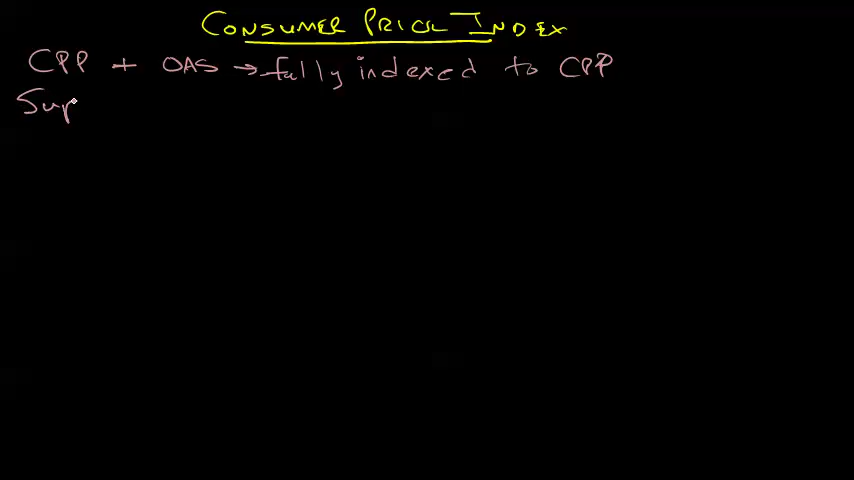 CONSUMER PRICE INDEX
CPP + OAS → fully indexed to CPP
Sup